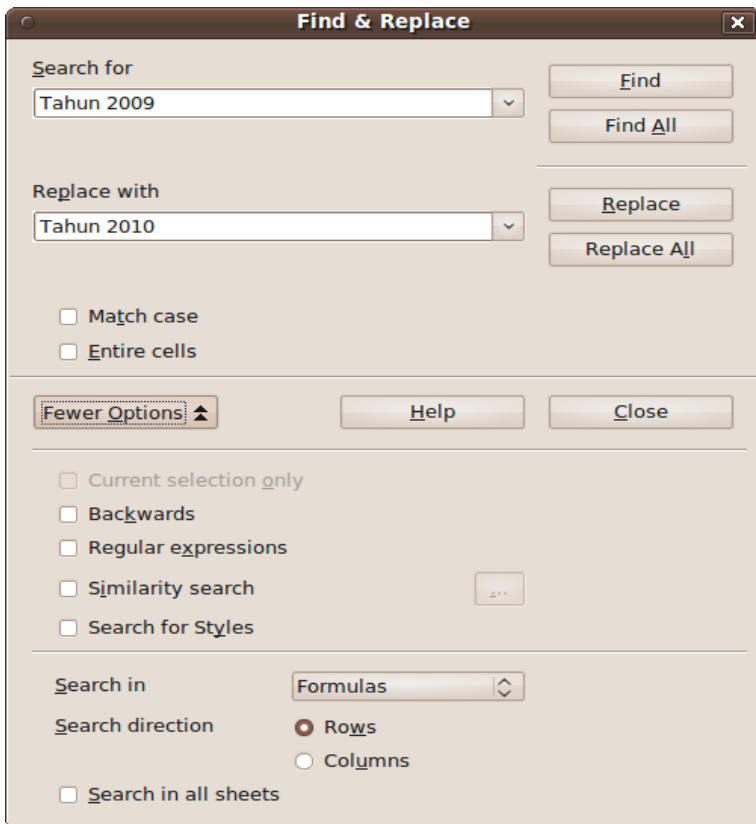 Find & Replace
Search for
Tahun 2009
Find
Find All
Replace with
Tahun 2010
Replace
Replace All
Match case
Entire cells
Fewer Options
Help
Close
Current selection only
Backwards
Regular expressions
Similarity search
...
Search for Styles
Search in
Formulas
Search direction
Rows
Columns
Search in all sheets